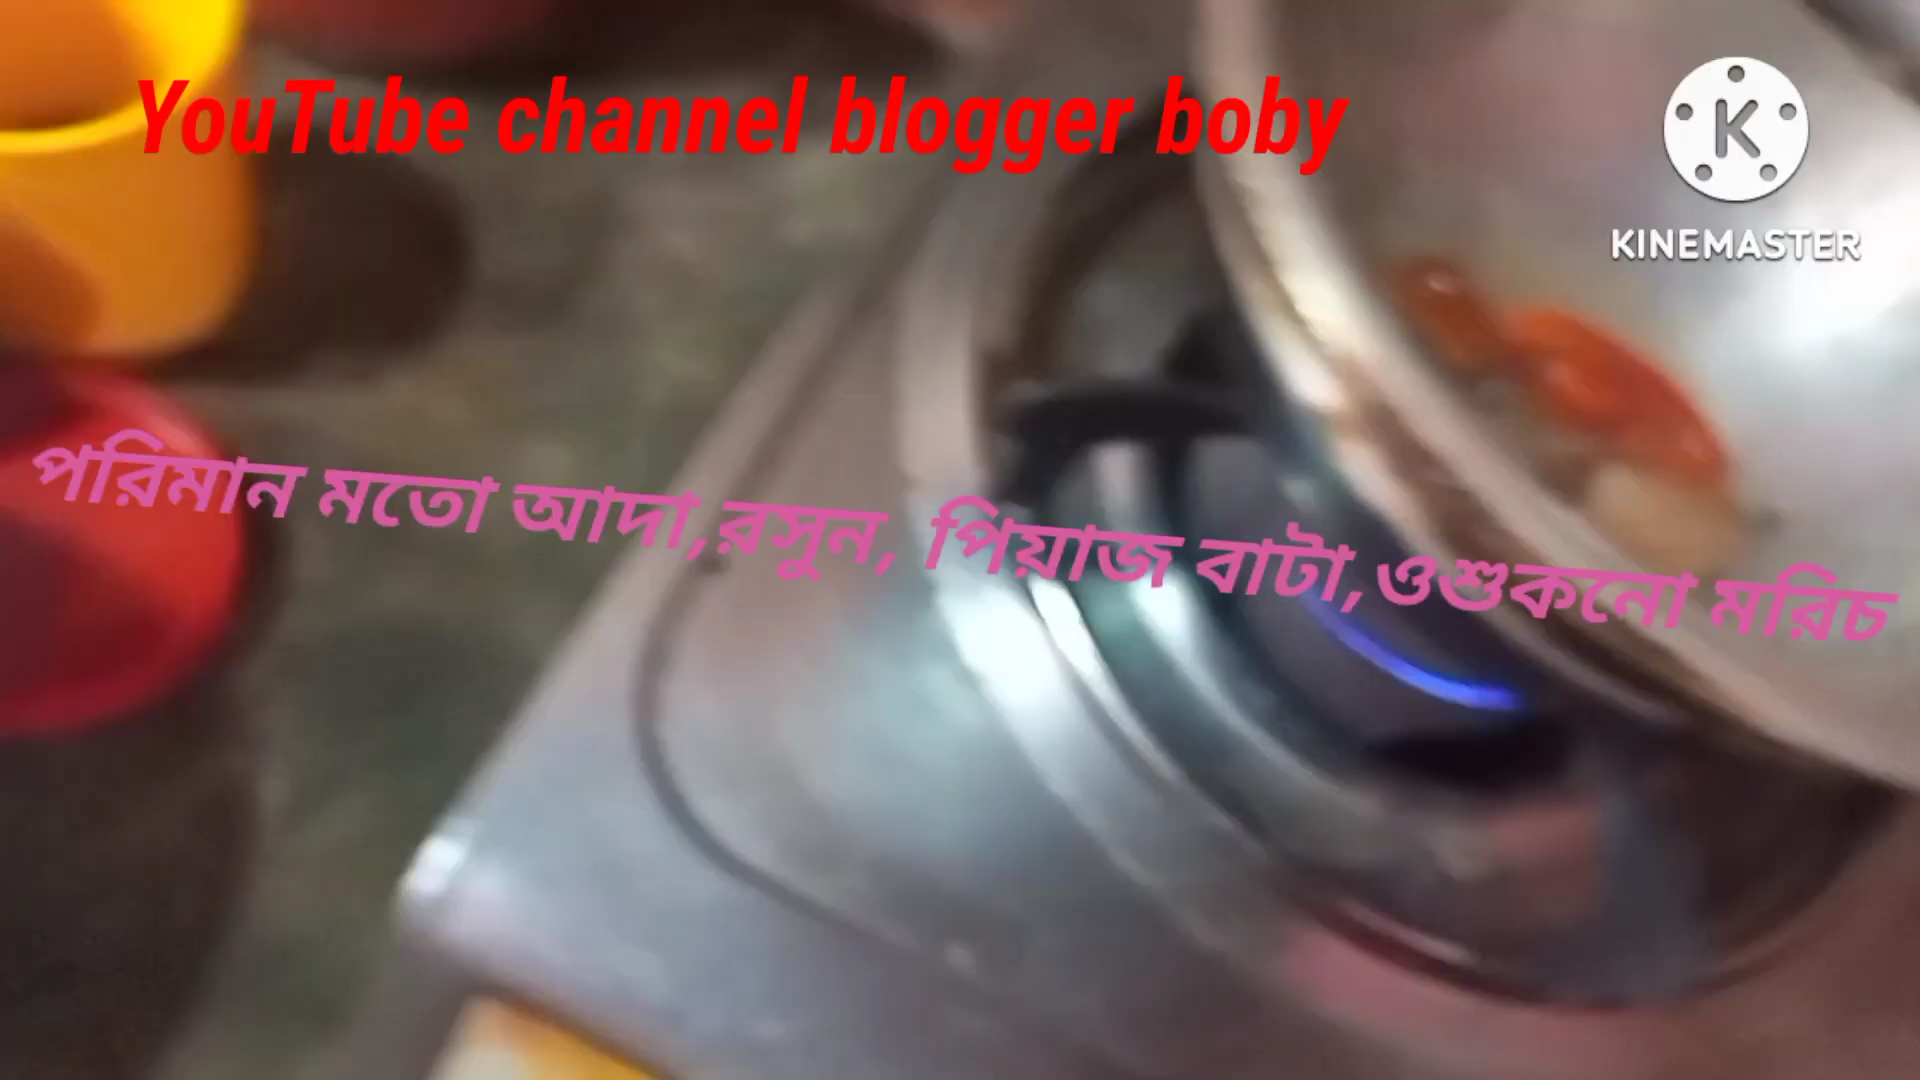 YouTube channel blogger boby
K
KINEMASTER
পরিমান মতো আদা,রসুন, পিয়াজ বাটা,ওশুকনো মরিচ